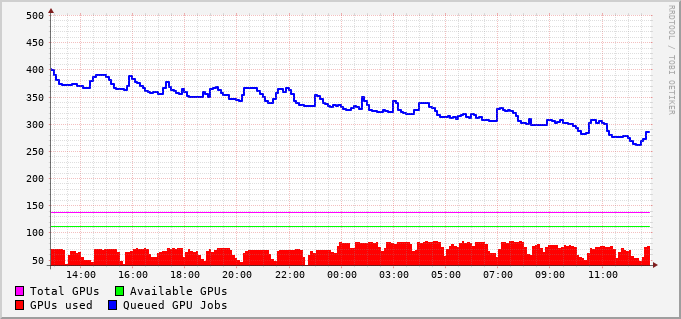 500
450
400
350
300
250
200
150
100
50
14:00 16:00 18:00 20:00 22:00 00:00 03:00 05:00 07:00 09:00 11:00
Total GPUs Available GPUs
GPUs used Queued GPU Jobs
RRDTOOL / TOBI OETIKER